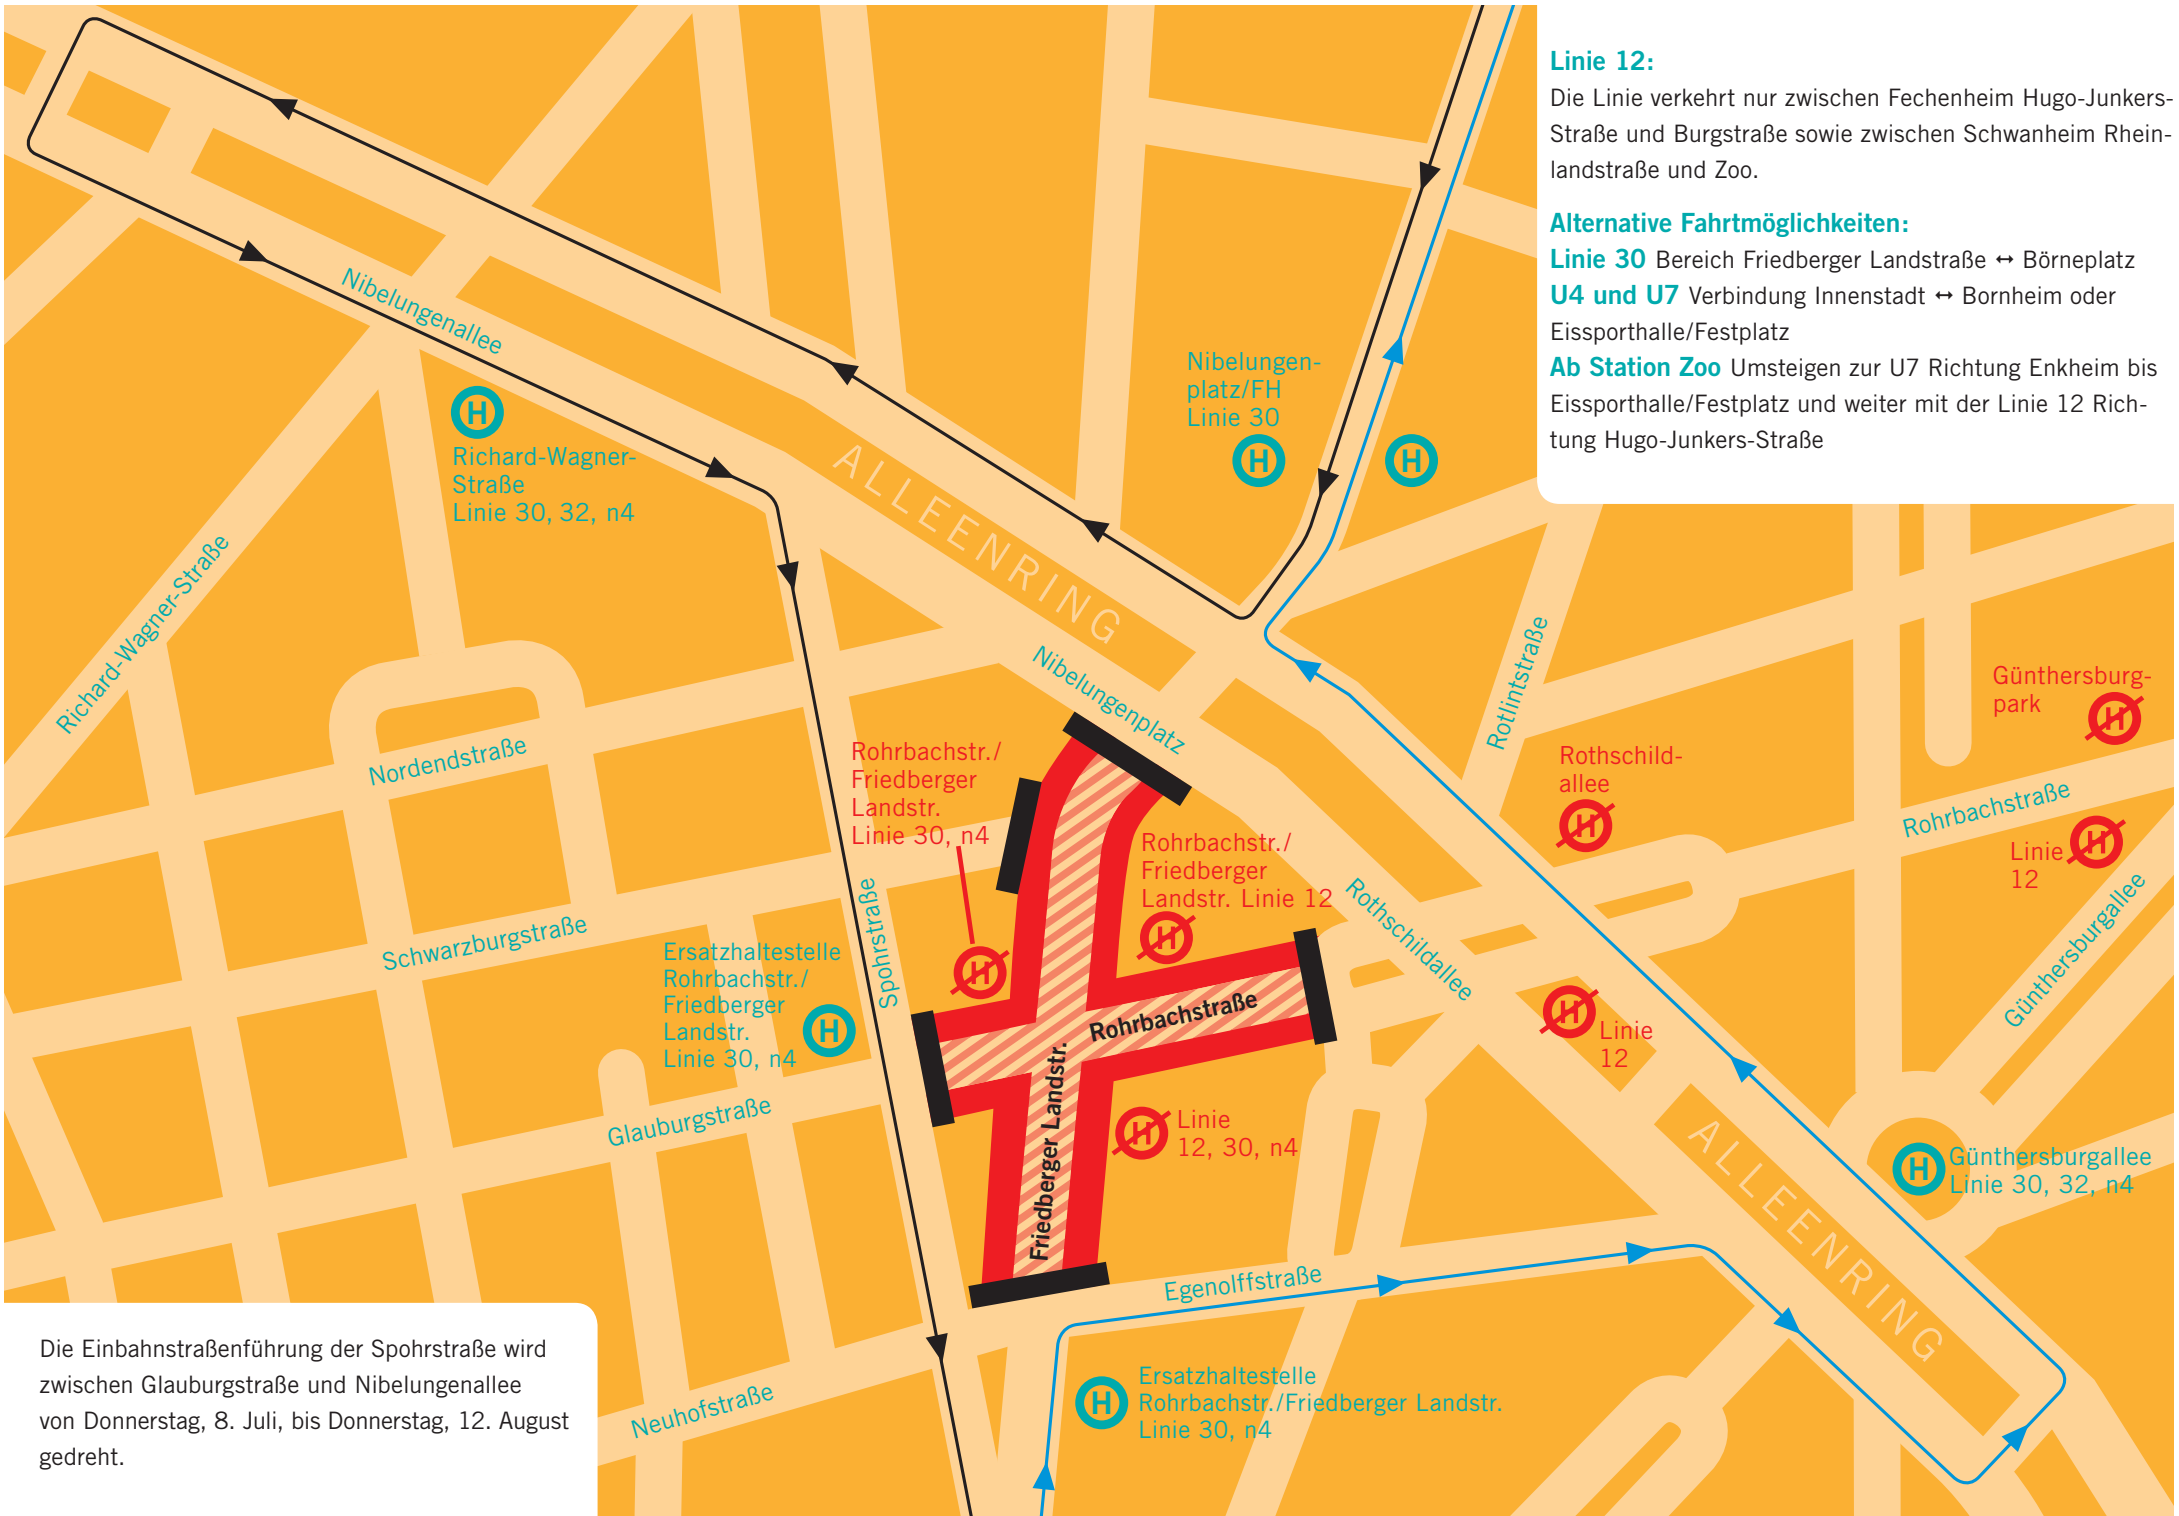 Linie 12:
Die Linie verkehrt nur zwischen Fechenheim Hugo-Junkers-
Straße und Burgstraße sowie zwischen Schwanheim Rhein-
landstraße und Zoo.
Alternative Fahrtmöglichkeiten:
Linie 30 Bereich Friedberger Landstraße ↔ Börneplatz
U4 und U7 Verbindung Innenstadt ↔ Bornheim oder
Eissporthalle/Festplatz
Ab Station Zoo Umsteigen zur U7 Richtung Enkheim bis
Eissporthalle/Festplatz und weiter mit der Linie 12 Rich-
tung Hugo-Junkers-Straße
Nibelungenallee
Nibelungen-
platz/FH
Linie 30
H
H
H
Richard-Wagner-
Straße
Linie 30, 32, n4
ALLEENRING
Richard-Wagner-Straße
Nibelungenplatz
Rotlintstraße
Günthersburg-
park
H
Nordendstraße
Rohrbachstr./
Friedberger
Landstr.
Linie 30, n4
H
Rothschild-
allee
H
Rohrbachstraße
Linie
12
H
Rohrbachstr./
Friedberger
Landstr. Linie 12
H
Rothschildallee
Günthersburgallee
Schwarzburgstraße
Spohrstraße
Ersatzhaltestelle
Rohrbachstr./
Friedberger
Landstr.
Linie 30, n4
H
Rohrbachstraße
H
Linie
12
Friedberger Landstr.
Glauburgstraße
H
Linie
12, 30, n4
ALLEENRING
H
Günthersburgallee
Linie 30, 32, n4
Egenolffstraße
Neuhofstraße
H
Ersatzhaltestelle
Rohrbachstr./Friedberger Landstr.
Linie 30, n4
Die Einbahnstraßenführung der Spohrstraße wird
zwischen Glauburgstraße und Nibelungenallee
von Donnerstag, 8. Juli, bis Donnerstag, 12. August
gedreht.